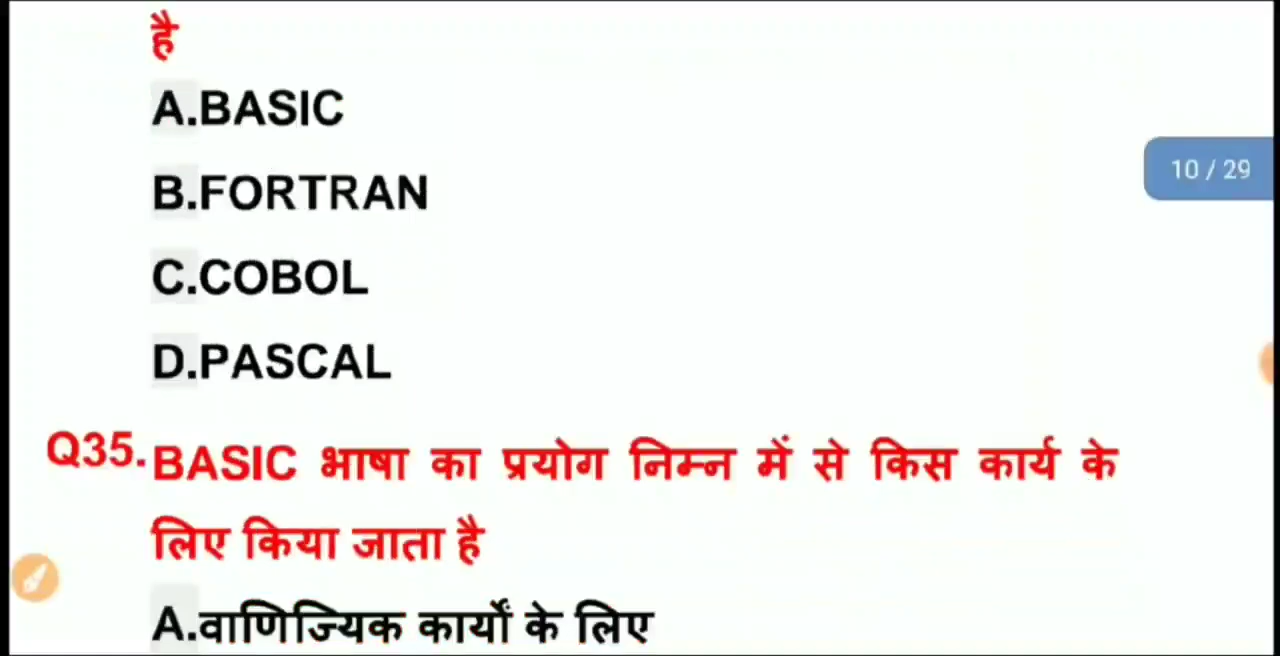 है
A.BASIC
10 / 29
B.FORTRAN
C.COBOL
D.PASCAL
Q35. BASIC भाषा का प्रयोग निम्न में से किस कार्य के
लिए किया जाता है
A.वाणिज्यिक कार्यों के लिए